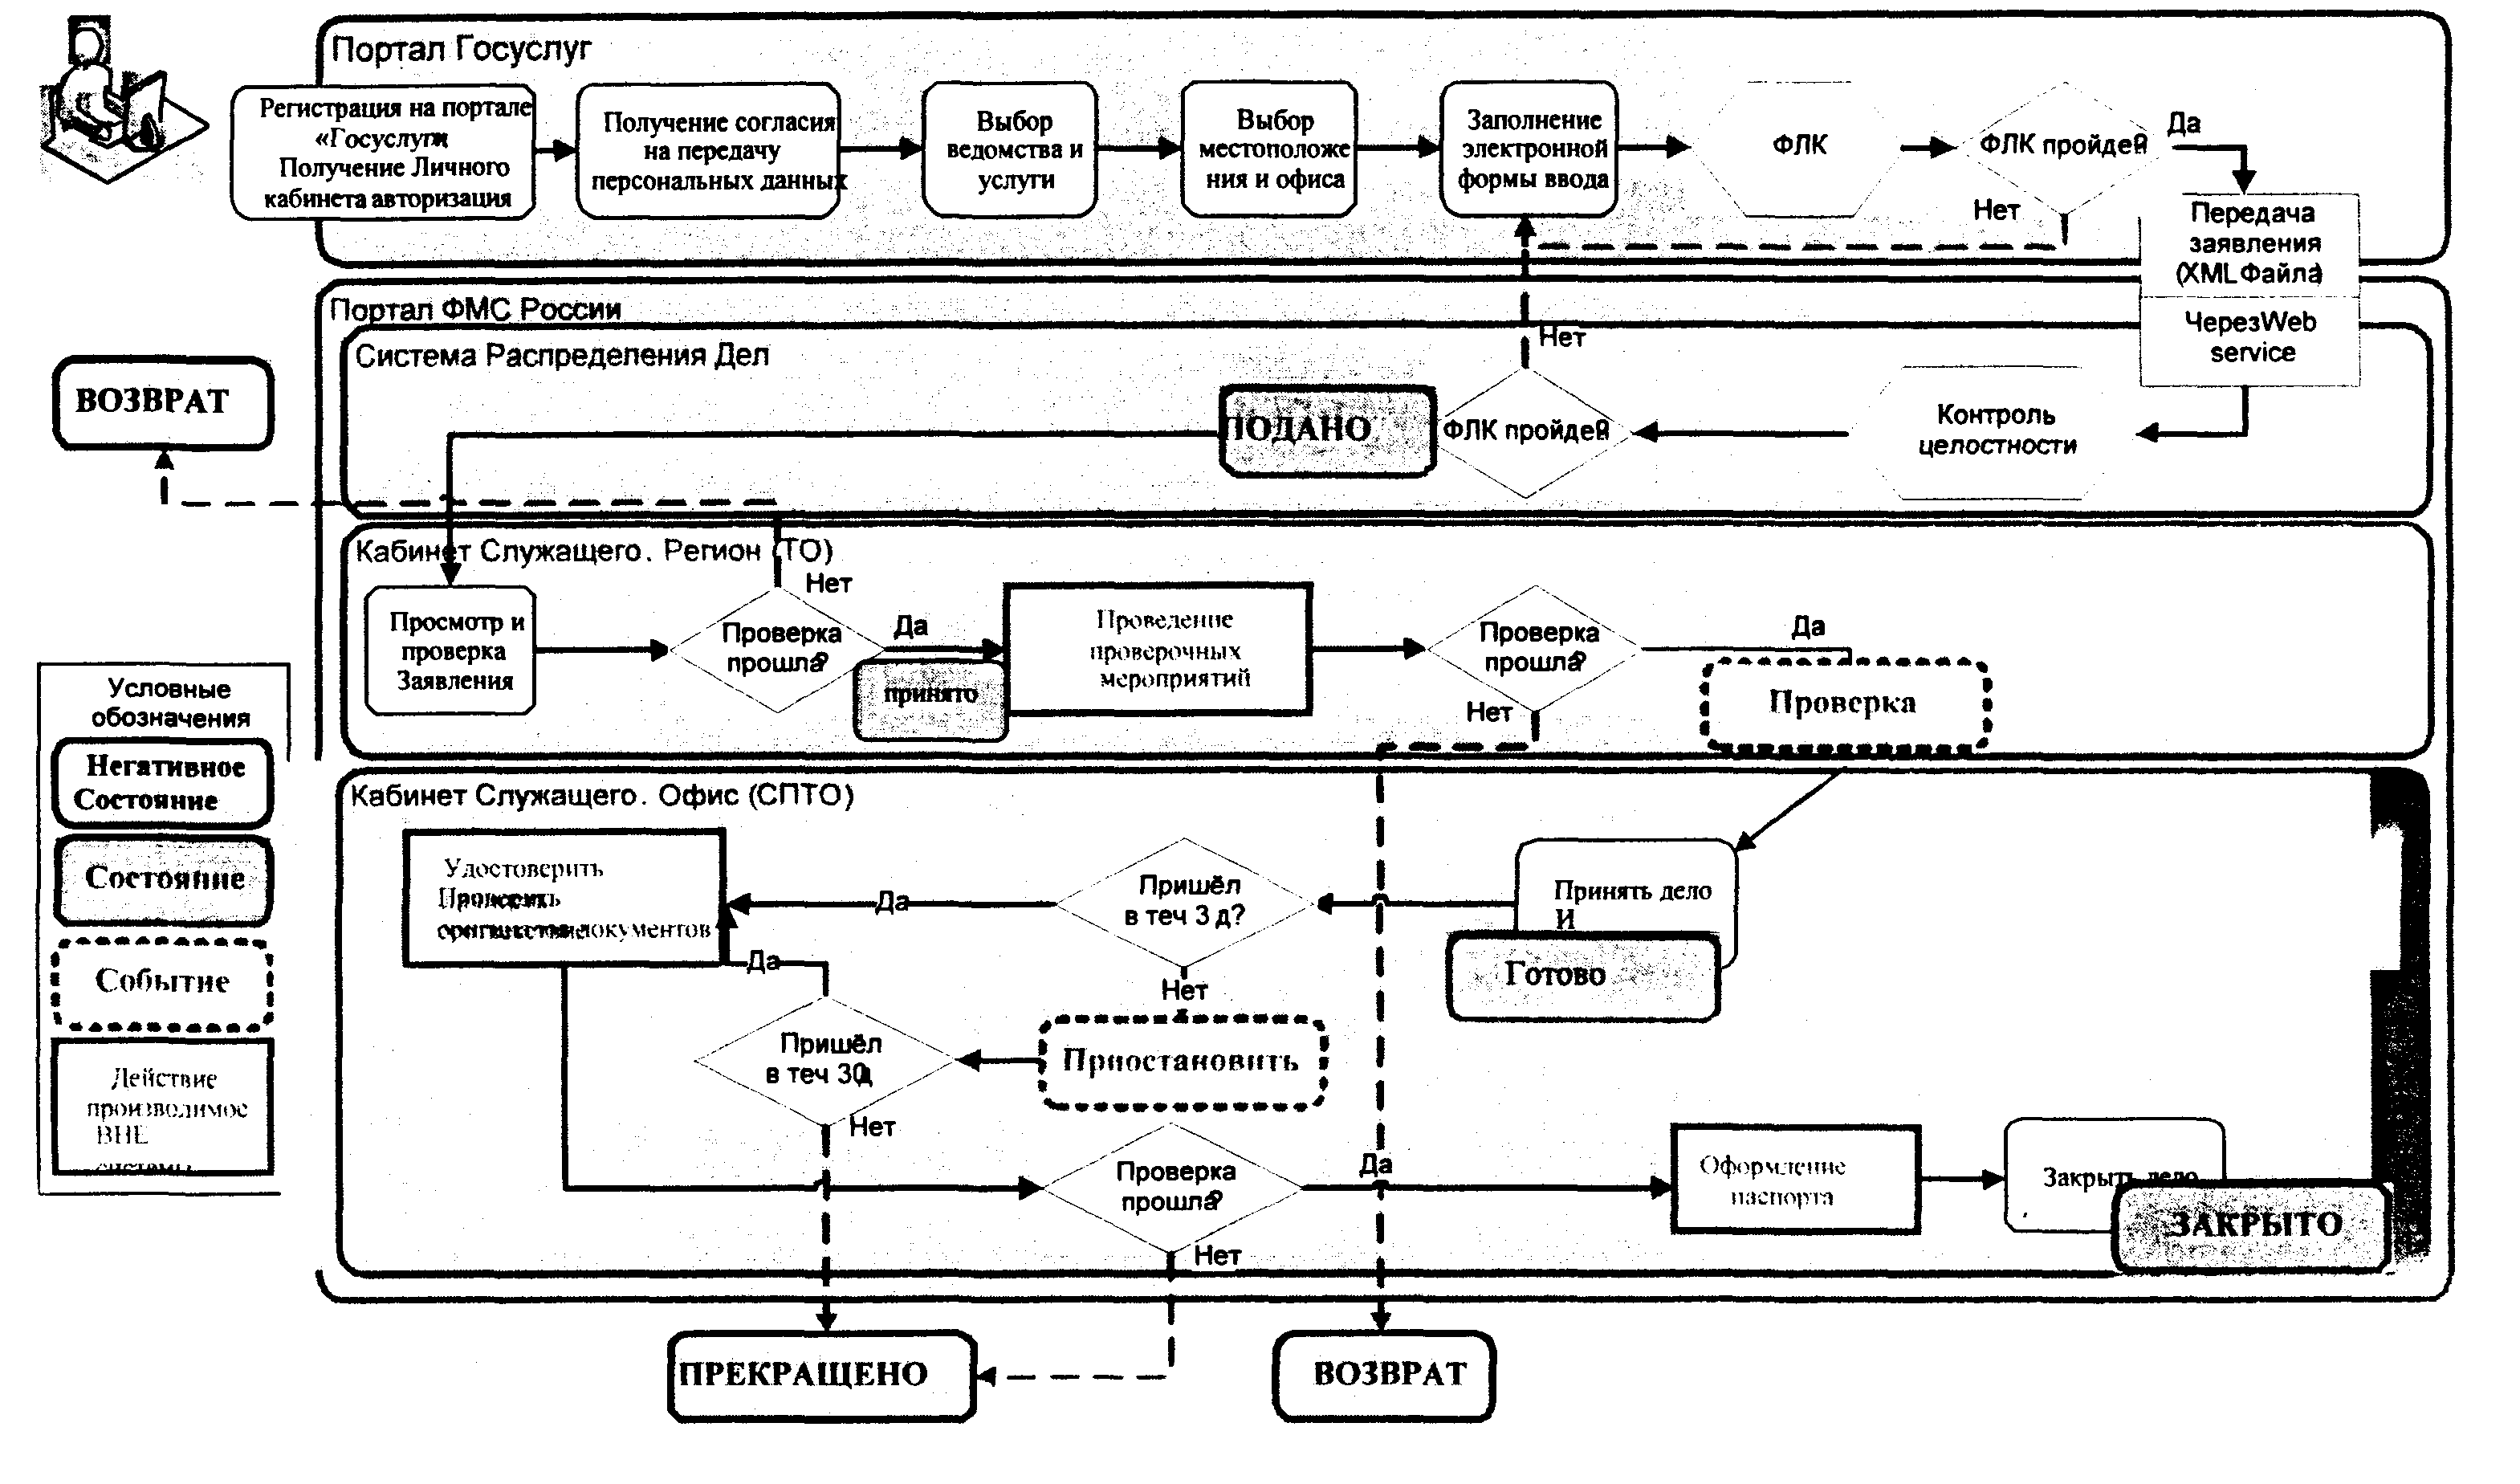 Портал Госуслуг
Регистрация на портале
«Госуслуги»
Получение Личного
кабинета авторизация
Получение согласия
на передачу
персональных данных
Выбор
ведомства и
услуги
Выбор
местоположе
ния и офиса
Заполнение
электронной
формы ввода
ФЛК
ФЛК пройден?
Да
Нет
Передача
заявления
(XML Файла)
Через Web
service
Портал ФМС России
Система Распределения Дел
Нет
ВОЗВРАТ
ПОДАНО
ФЛК пройден?
Контроль
целостности
Кабинет Служащего. Регион (ТО)
Просмотр и
проверка
Заявления
Нет
Проверка
прошла?
Да
принято
Проведение
проверочных
мероприятий
Проверка
прошла?
Да
Нет
Проверка
Условные
обозначения
Негативное
Состояние
Состояние
Событие
Действие
производимое
ВНЕ
системы
Кабинет Служащего. Офис (СПТО)
Удостоверить
документов
Да
Пришёл
в теч 3 д?
Принять дело
И
Готово
Да
Нет
Пришёл
в теч 30д
Приостановить
Нет
Проверка
прошла?
Да
Оформление
паспорта
Закрыть дело
ЗАКРЫТО
Нет
ПРЕКРАЩЕНО
ВОЗВРАТ